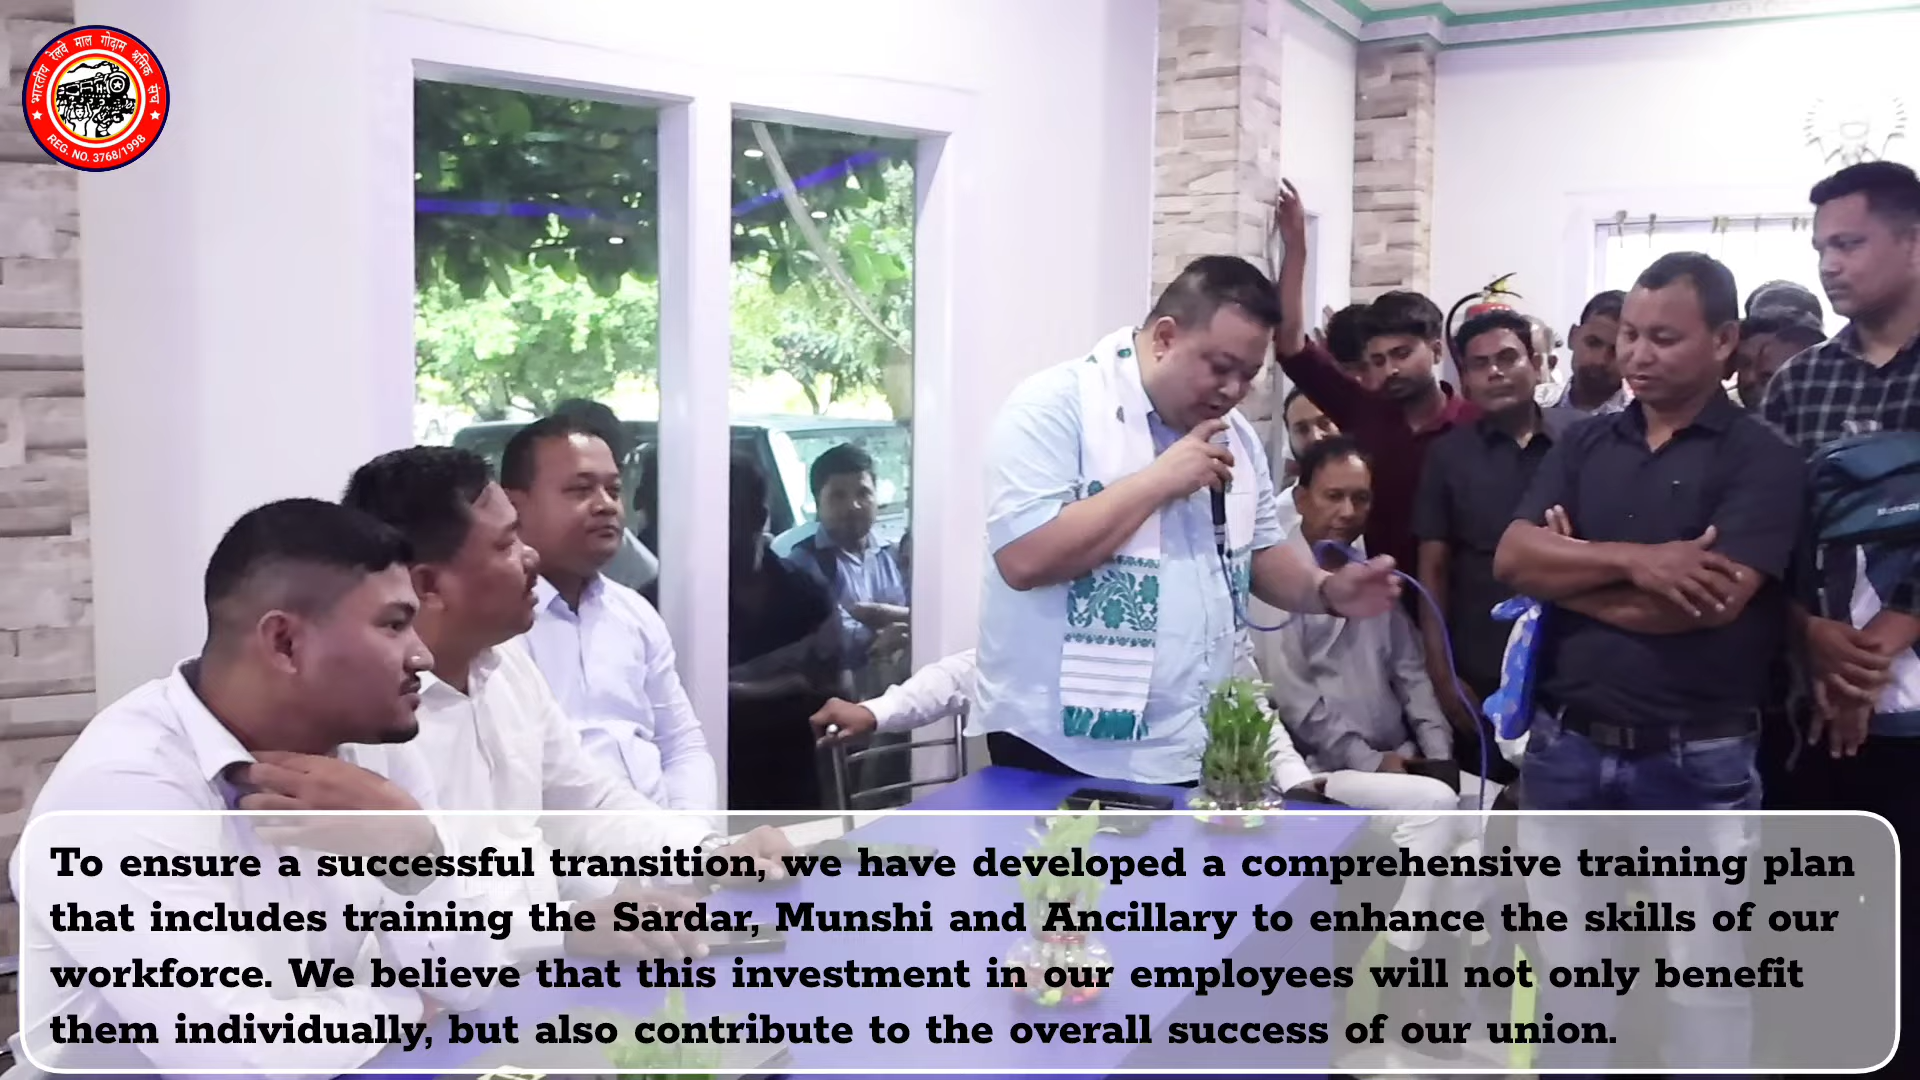 भारतीय रेलवे माल गोदाम श्रमिक संघ
REG. NO. 3768/1998
To ensure a successful transition, we have developed a comprehensive training plan
that includes training the Sardar, Munshi and Ancillary to enhance the skills of our
workforce. We believe that this investment in our employees will not only benefit
them individually, but also contribute to the overall success of our union.